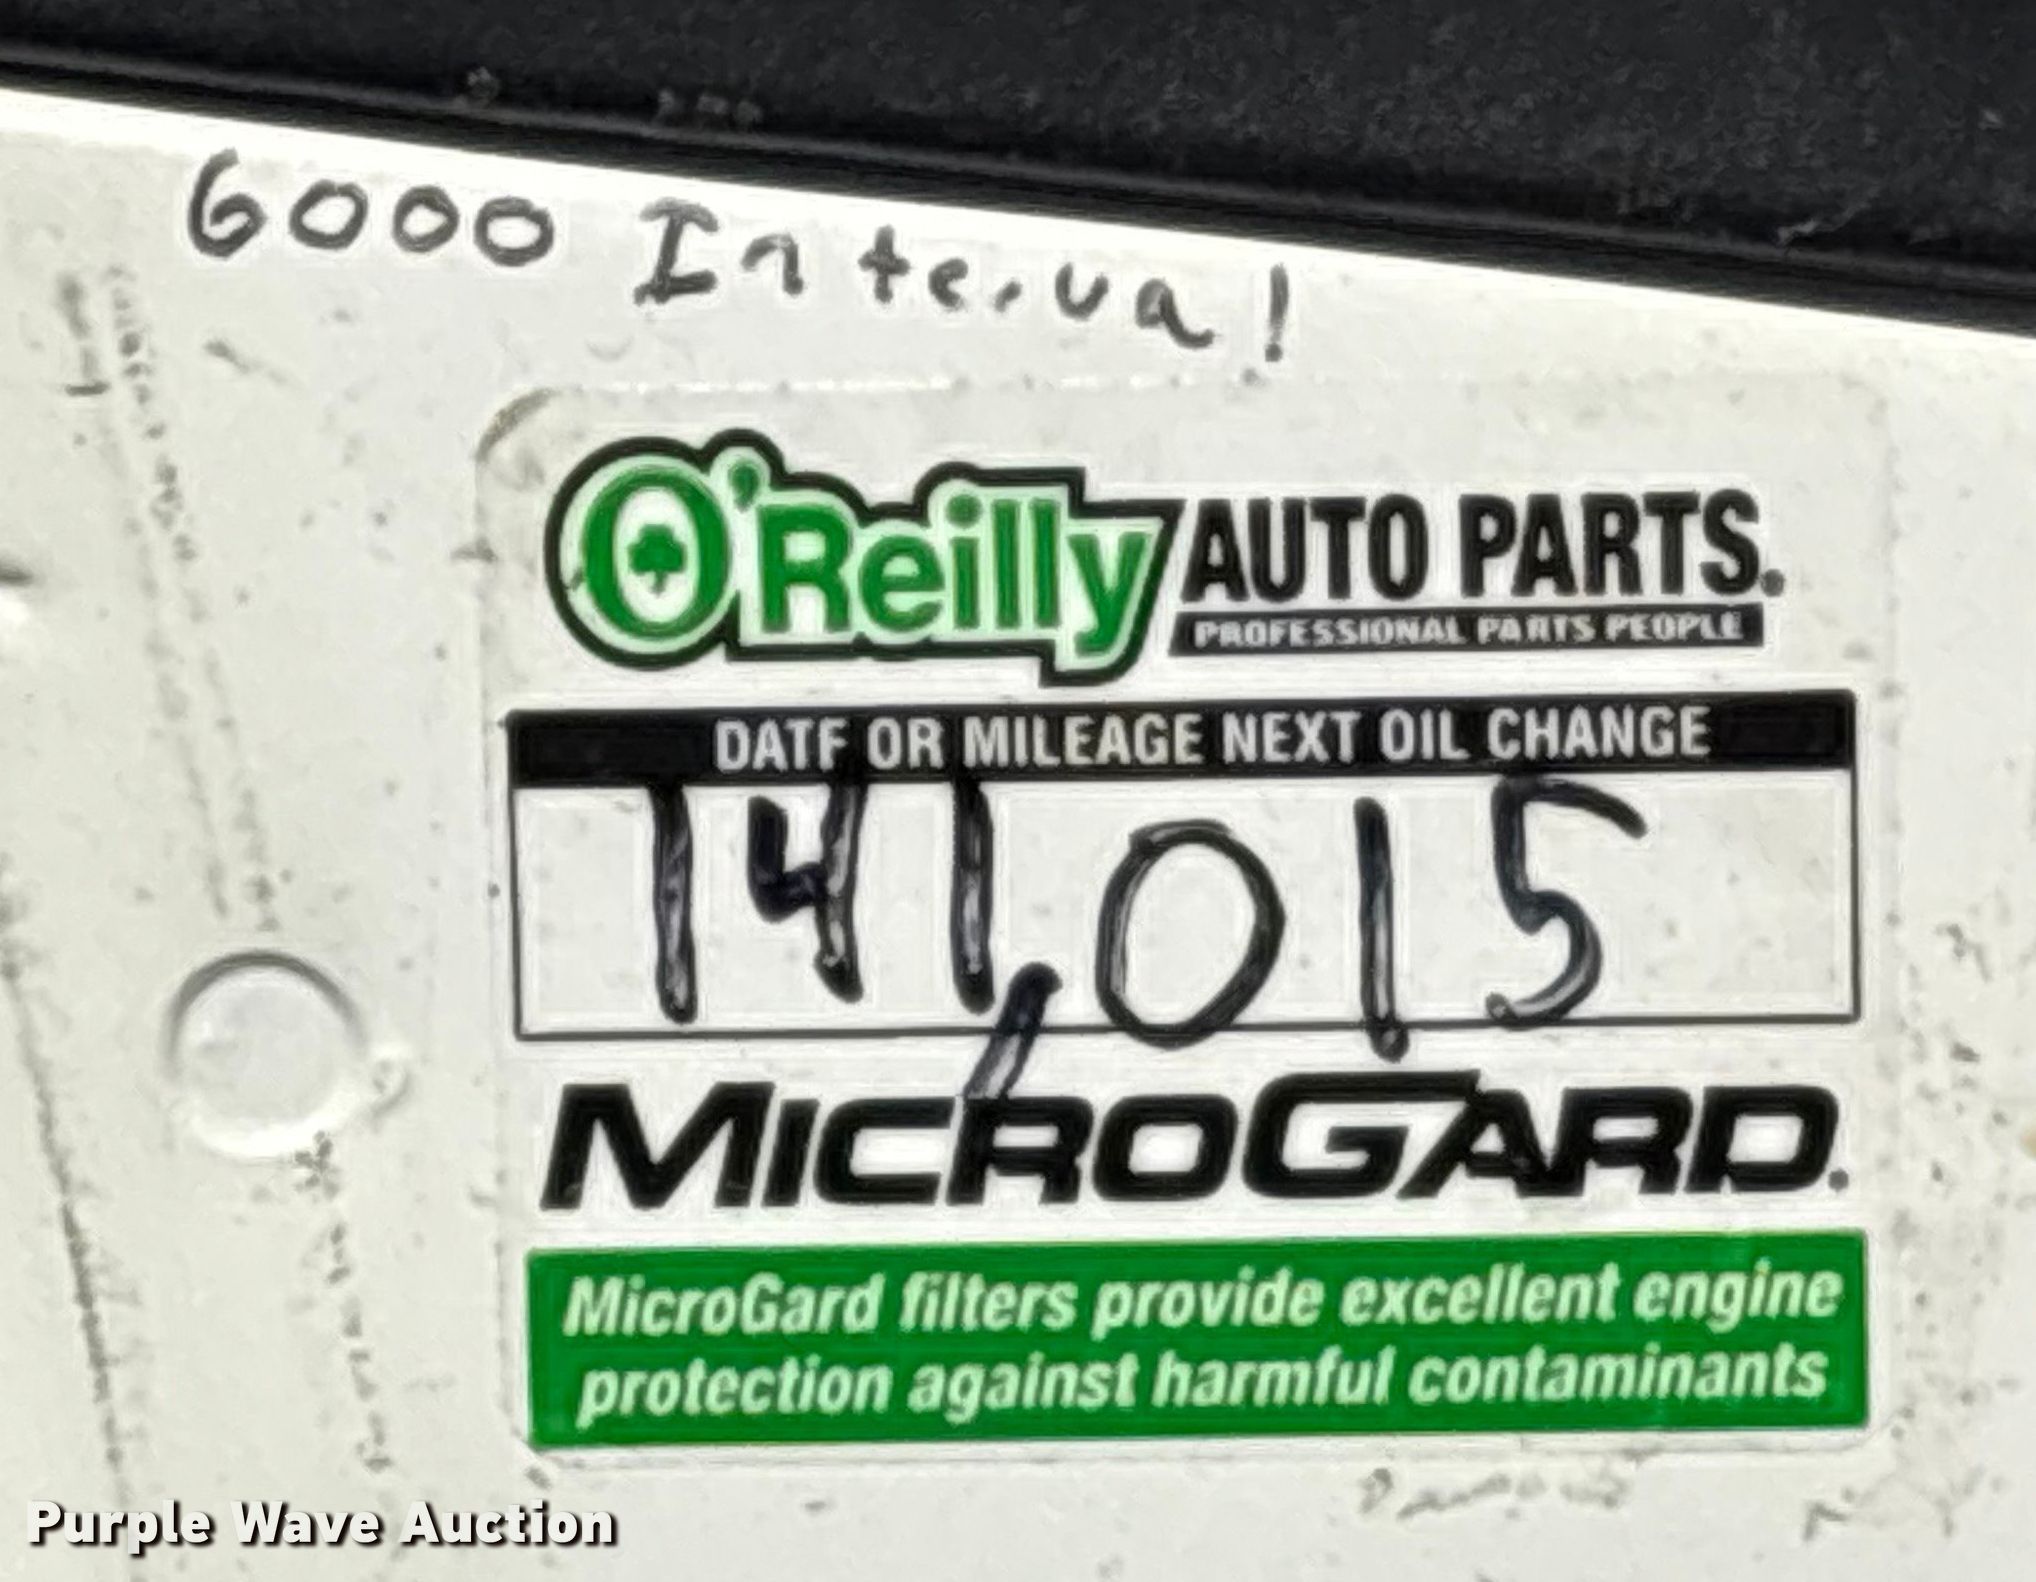 6000 Interval
O'Reilly AUTO PARTS.
PROFESSIONAL PARTS PEOPLE
DATE OR MILEAGE NEXT OIL CHANGE
141,015
MICROGARD.
MicroGard filters provide excellent engine
protection against harmful contaminants
Purple Wave Auction